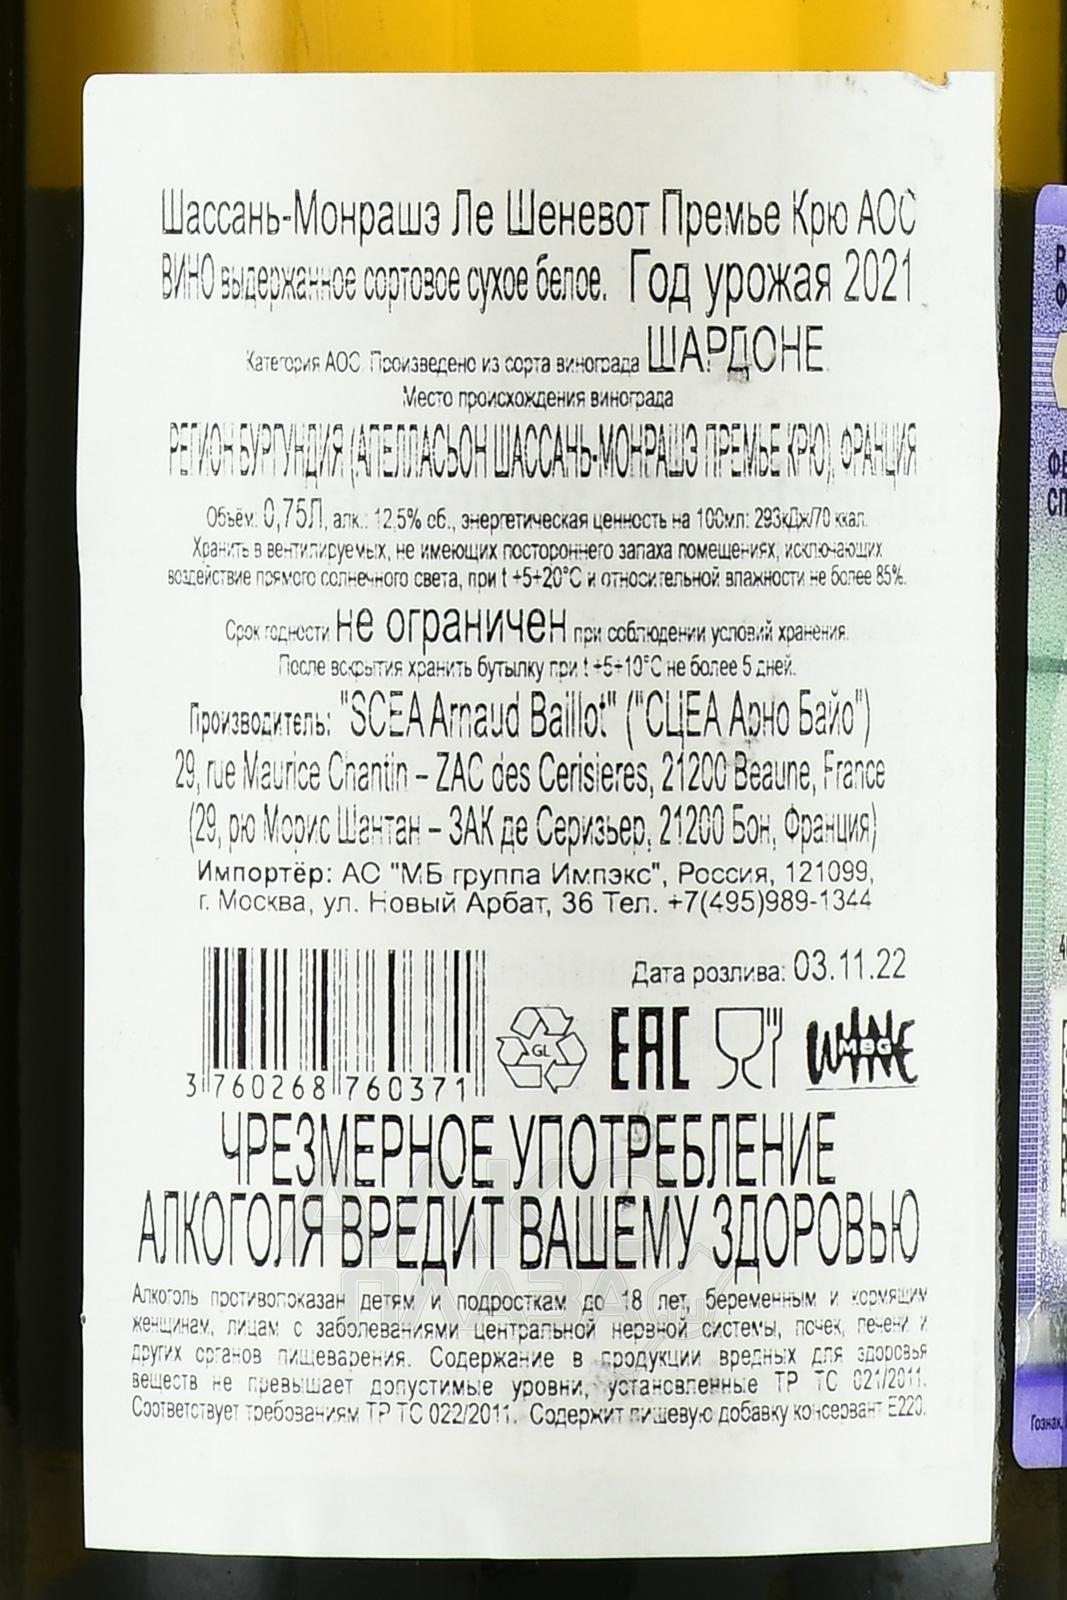 Шассань-Монрашэ Ле Шеневот Премье Крю АОС
ВИНО выдержанное сортовое сухое белое. Год урожая 2021
Категория АОС. Произведено из сорта винограда ШАРДОНЕ
Место происхождения винограда
РЕГИОН БУРГУНДИЯ (АПЕЛЛАСЬОН ШАССАНЬ-МОНРАШЭ ПРЕМЬЕ КРЮ), ФРАНЦИЯ
Объём: 0,75Л, алк.: 12,5% об., энергетическая ценность на 100мл: 293кДж/70 ккал.
Хранить в вентилируемых, не имеющих постороннего запаха помещениях, исключающих
воздействие прямого солнечного света, при t +5+20°С и относительной влажности не более 85%.
Срок годности не ограничен при соблюдении условий хранения.
После вскрытия хранить бутылку при t +5+10°С не более 5 дней.
Производитель: "SCEA Arnaud Baillot" ("СЦЕА Арно Байо")
29, rue Maurice Chantin – ZAC des Cerisieres, 21200 Beaune, France
(29, рю Морис Шантан – ЗАК де Серизьер, 21200 Бон, Франция)
Импортёр: АО "МБ группа Импэкс", Россия, 121099,
г. Москва, ул. Новый Арбат, 36 Тел. +7(495)989-1344
Дата розлива: 03.11.22
GL
EAC
WINE
MBG
3 760268 760371
ЧРЕЗМЕРНОЕ УПОТРЕБЛЕНИЕ
АЛКОГОЛЯ ВРЕДИТ ВАШЕМУ ЗДОРОВЬЮ
Алкоголь противопоказан детям и подросткам до 18 лет, беременным и кормящим
женщинам, лицам с заболеваниями центральной нервной системы, почек, печени и
других органов пищеварения. Содержание в продукции вредных для здоровья
веществ не превышает допустимые уровни, установленные ТР ТС 021/2011.
Соответствует требованиям ТР ТС 022/2011. Содержит пищевую добавку консервант Е220.
АЛКО
ПЛАЗА
Гознак,